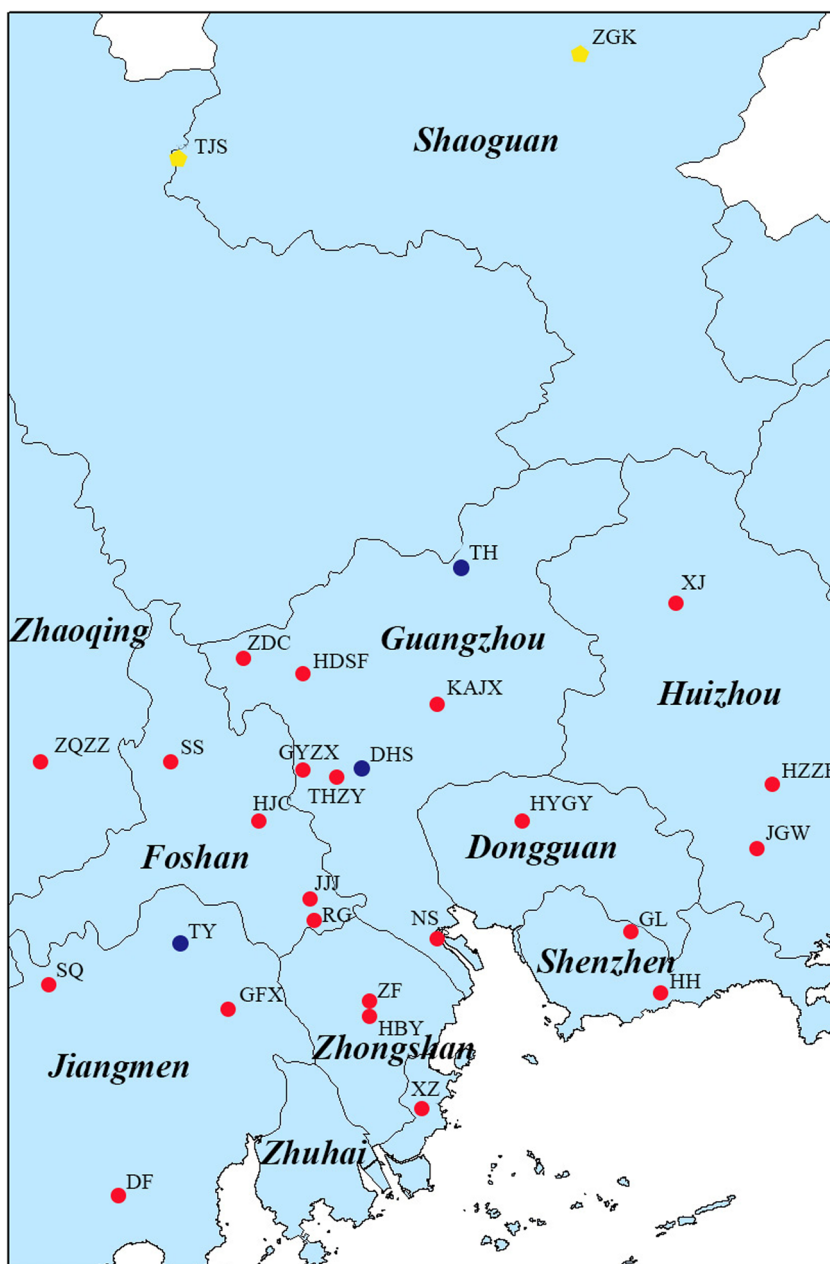 ZGK
Shaoguan
TJS
TH
XJ
Zhaoqing
Guangzhou
ZDC
HDSF
Huizhou
KAJX
ZQZZ
SS
GYZX
DHS
HZZH
THZY
HJC
HYGY
JGW
Dongguan
Foshan
JJJ
RG
NS
GL
TY
Shenzhen
SQ
HH
GFX
ZF
HBY
Zhongshan
Jiangmen
XZ
Zhuhai
DF